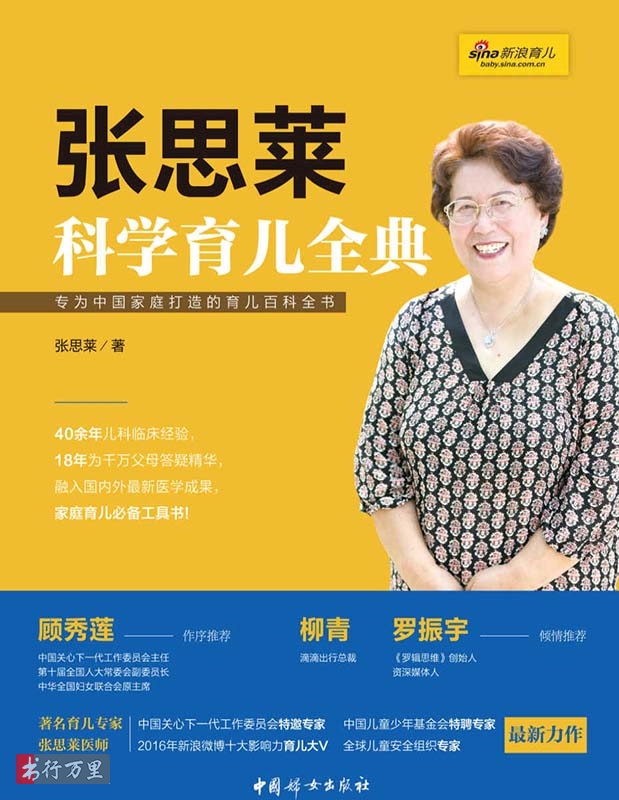 sina新浪育儿
baby.sina.com.cn
张思莱
科学育儿全典
专为中国家庭打造的育儿百科全书
张思莱／著
40余年儿科临床经验，
18年为千万父母答疑精华，
融入国内外最新医学成果，
家庭育儿必备工具书！
顾秀莲 —— 作序推荐
中国关心下一代工作委员会主任
第十届全国人大常委会副委员长
中华全国妇女联合会原主席
柳青
滴滴出行总裁
罗振宇 —— 倾情推荐
《罗辑思维》创始人
资深媒体人
著名育儿专家
张思莱医师
中国关心下一代工作委员会特邀专家
2016年新浪微博十大影响力育儿大V
中国儿童少年基金会特聘专家
全球儿童安全组织专家
最新力作
书行万里
中国妇女出版社